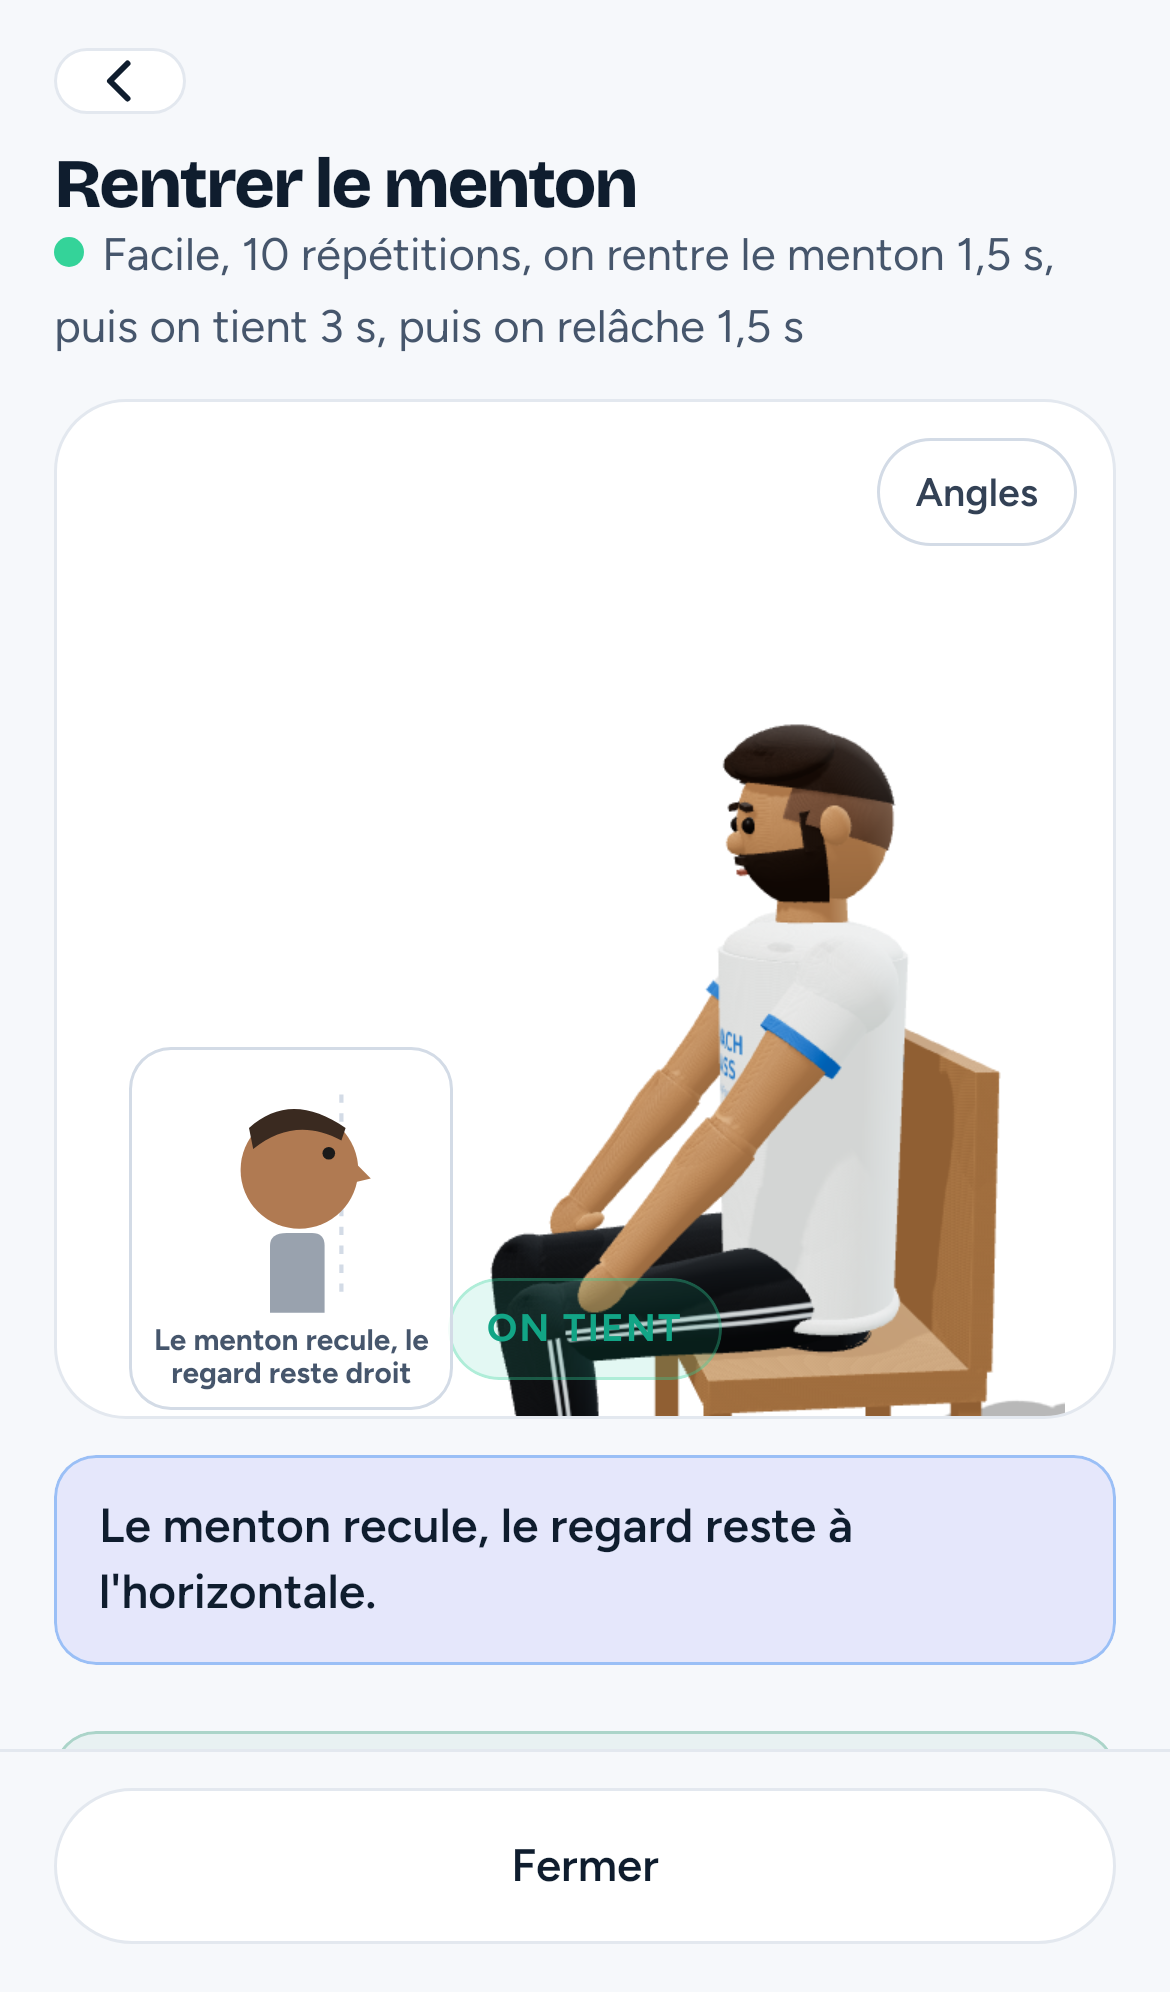 Rentrer le menton
Facile, 10 répétitions, on rentre le menton 1,5 s,
puis on tient 3 s, puis on relâche 1,5 s
Angles
Le menton recule, le
regard reste droit
ON TIENT
Le menton recule, le regard reste à
l'horizontale.
Fermer